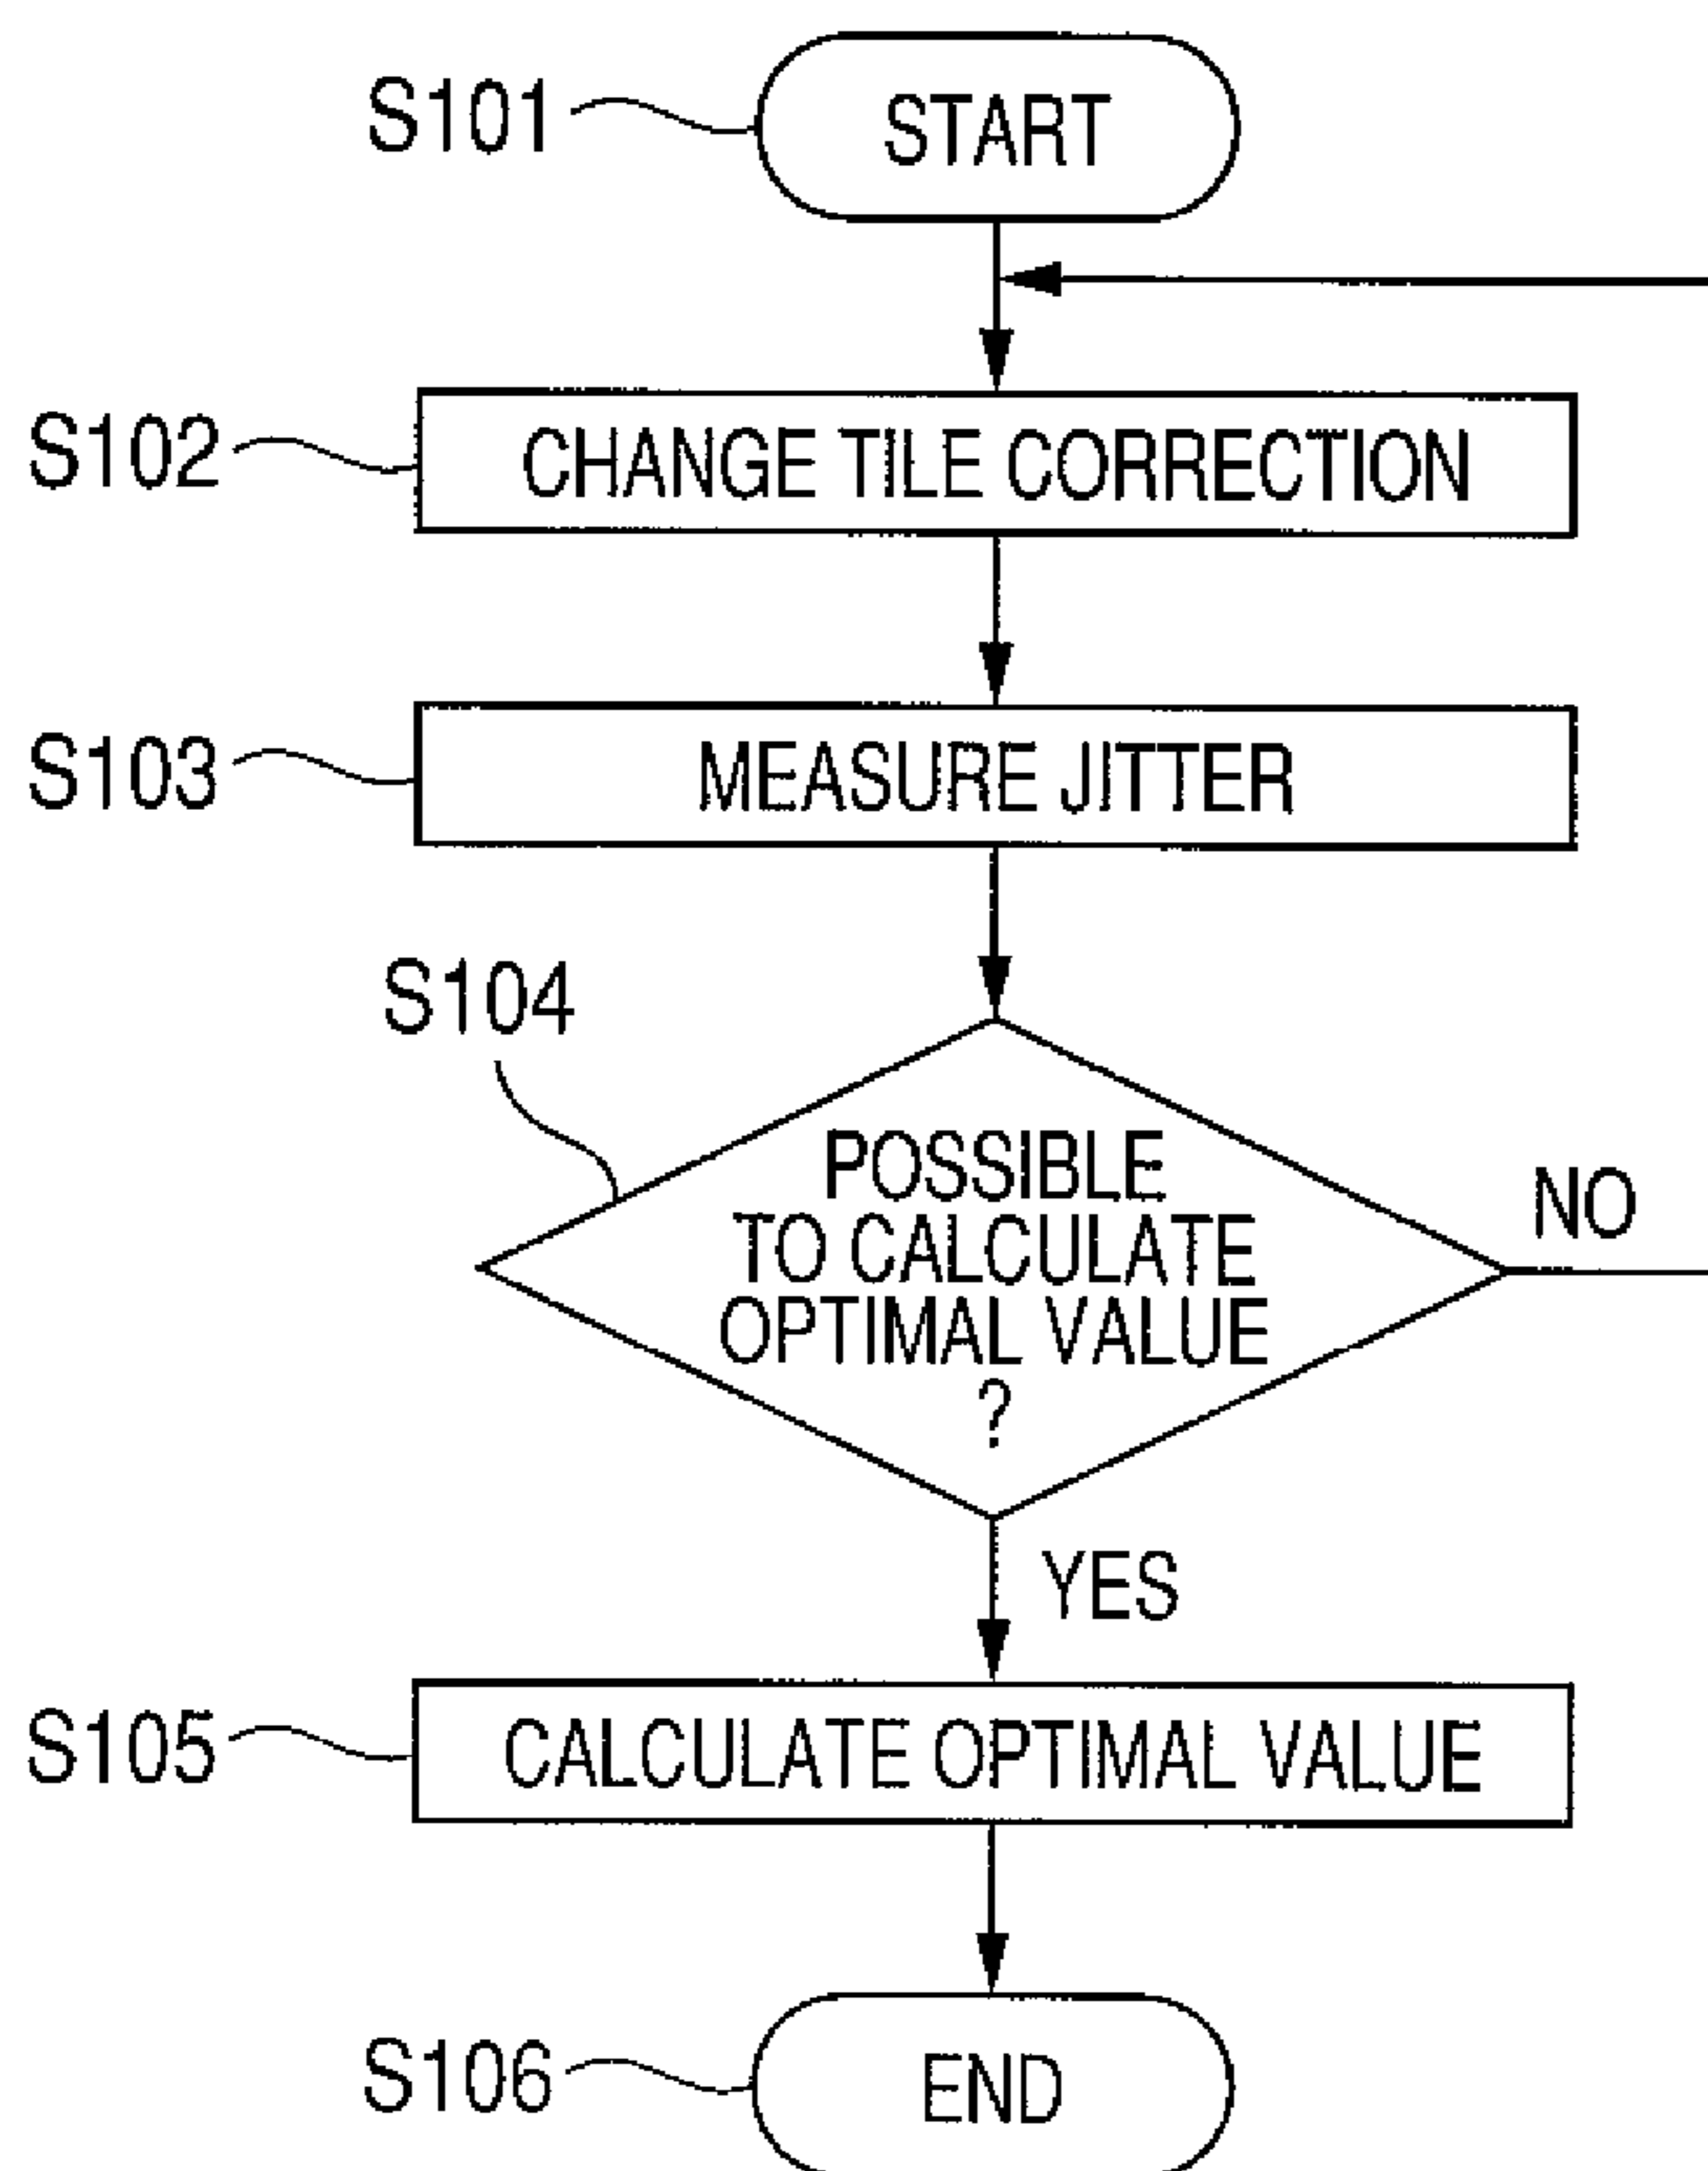 S101
START
S102
CHANGE TILE CORRECTION
S103
MEASURE JITTER
S104
POSSIBLE
TO CALCULATE
OPTIMAL VALUE
?
NO
YES
S105
CALCULATE OPTIMAL VALUE
S106
END